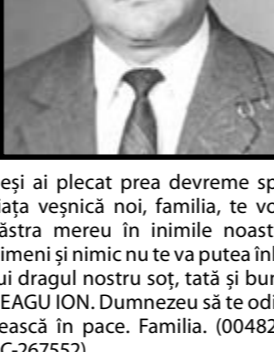 eși ai plecat prea devreme sp
iața veșnică noi, familia, te vo
ăstra mereu în inimile noast
imeni și nimic nu te va putea înl
ui dragul nostru soț, tată și bun
EAGU ION. Dumnezeu să te odi
ească în pace. Familia. (00482
C-267552)